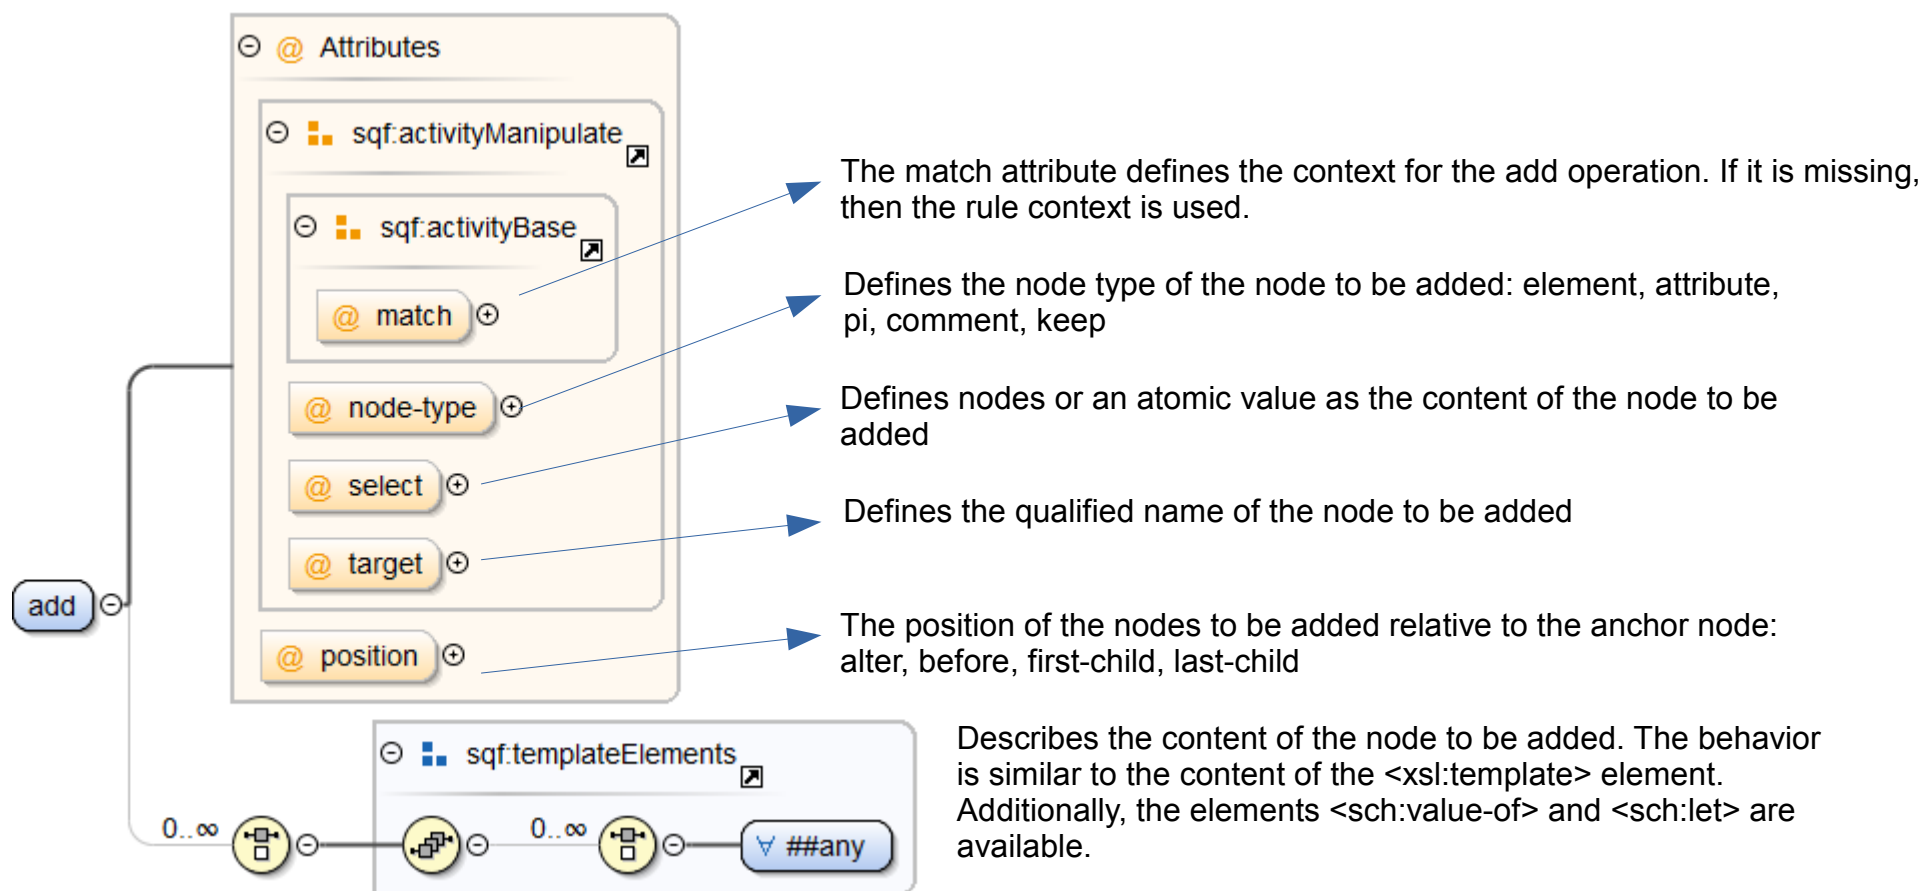 @ Attributes
sqf:activityManipulate
sqf:activityBase
@ match
@ node-type
@ select
@ target
add
@ position
The match attribute defines the context for the add operation. If it is missing,
then the rule context is used.
Defines the node type of the node to be added: element, attribute,
pi, comment, keep
Defines nodes or an atomic value as the content of the node to be
added
Defines the qualified name of the node to be added
The position of the nodes to be added relative to the anchor node:
alter, before, first-child, last-child
sqf:templateElements
0..∞
0..∞
∀ ##any
Describes the content of the node to be added. The behavior
is similar to the content of the <xsl:template> element.
Additionally, the elements <sch:value-of> and <sch:let> are
available.